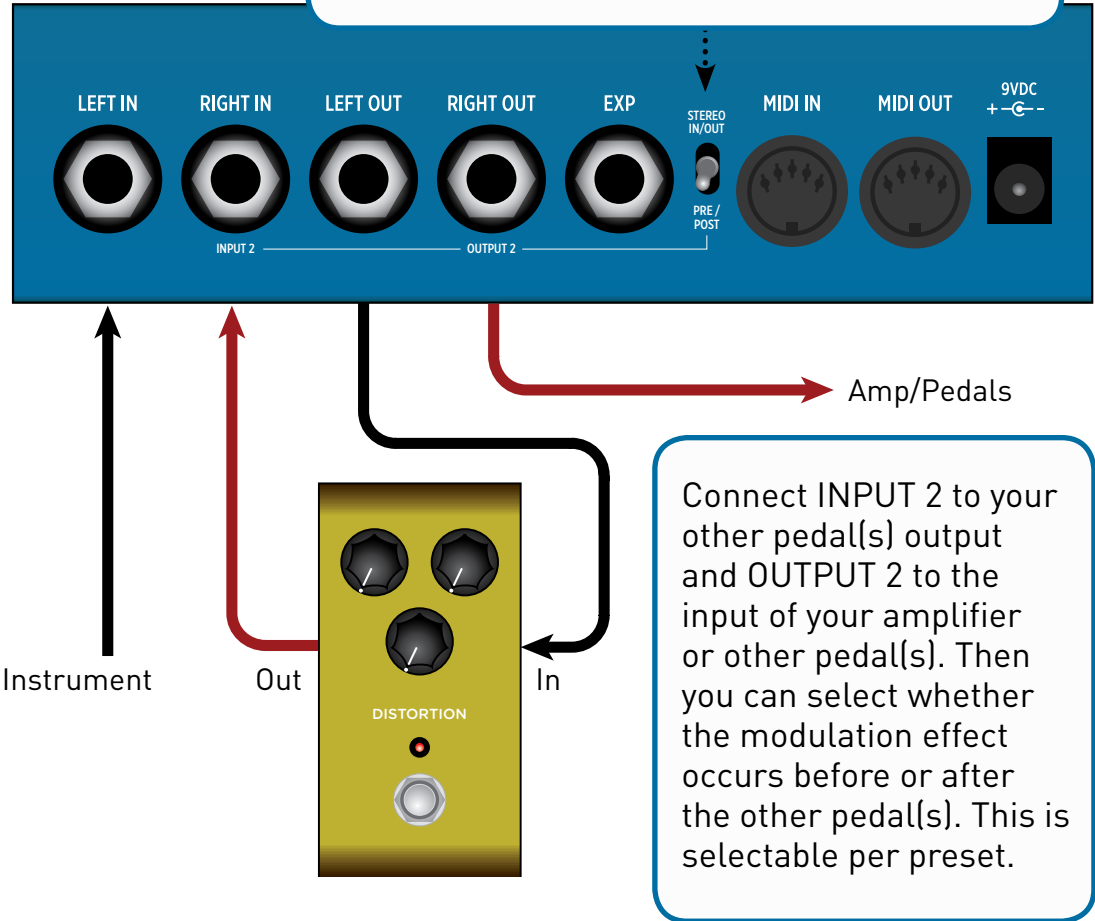 LEFT IN
RIGHT IN
LEFT OUT
RIGHT OUT
EXP
STEREO
IN/OUT
MIDI IN
MIDI OUT
9VDC
+ -
PRE /
POST
INPUT 2
OUTPUT 2
Amp/Pedals
Instrument
Out
In
DISTORTION
Connect INPUT 2 to your
other pedal(s) output
and OUTPUT 2 to the
input of your amplifier
or other pedal(s). Then
you can select whether
the modulation effect
occurs before or after
the other pedal(s). This is
selectable per preset.